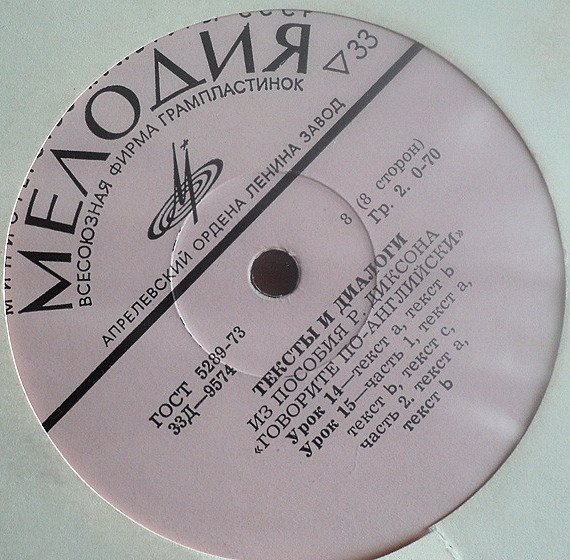 МЕЛОДИЯ
ВСЕСОЮЗНАЯ ФИРМА ГРАМПЛАСТИНОК
▽33
АПРЕЛЕВСКИЙ ОРДЕНА ЛЕНИНА ЗАВОД
8 (8 сторон)
Гр. 2. 0-70
ГОСТ 5289-73
33Д—9574
ТЕКСТЫ И ДИАЛОГИ
ИЗ ПОСОБИЯ Р. ДИКСОНА
«ГОВОРИТЕ ПО-АНГЛИЙСКИ»
Урок 14—текст a, текст b
Урок 15—часть 1, текст a,
текст b, текст c,
часть 2. текст a,
текст b